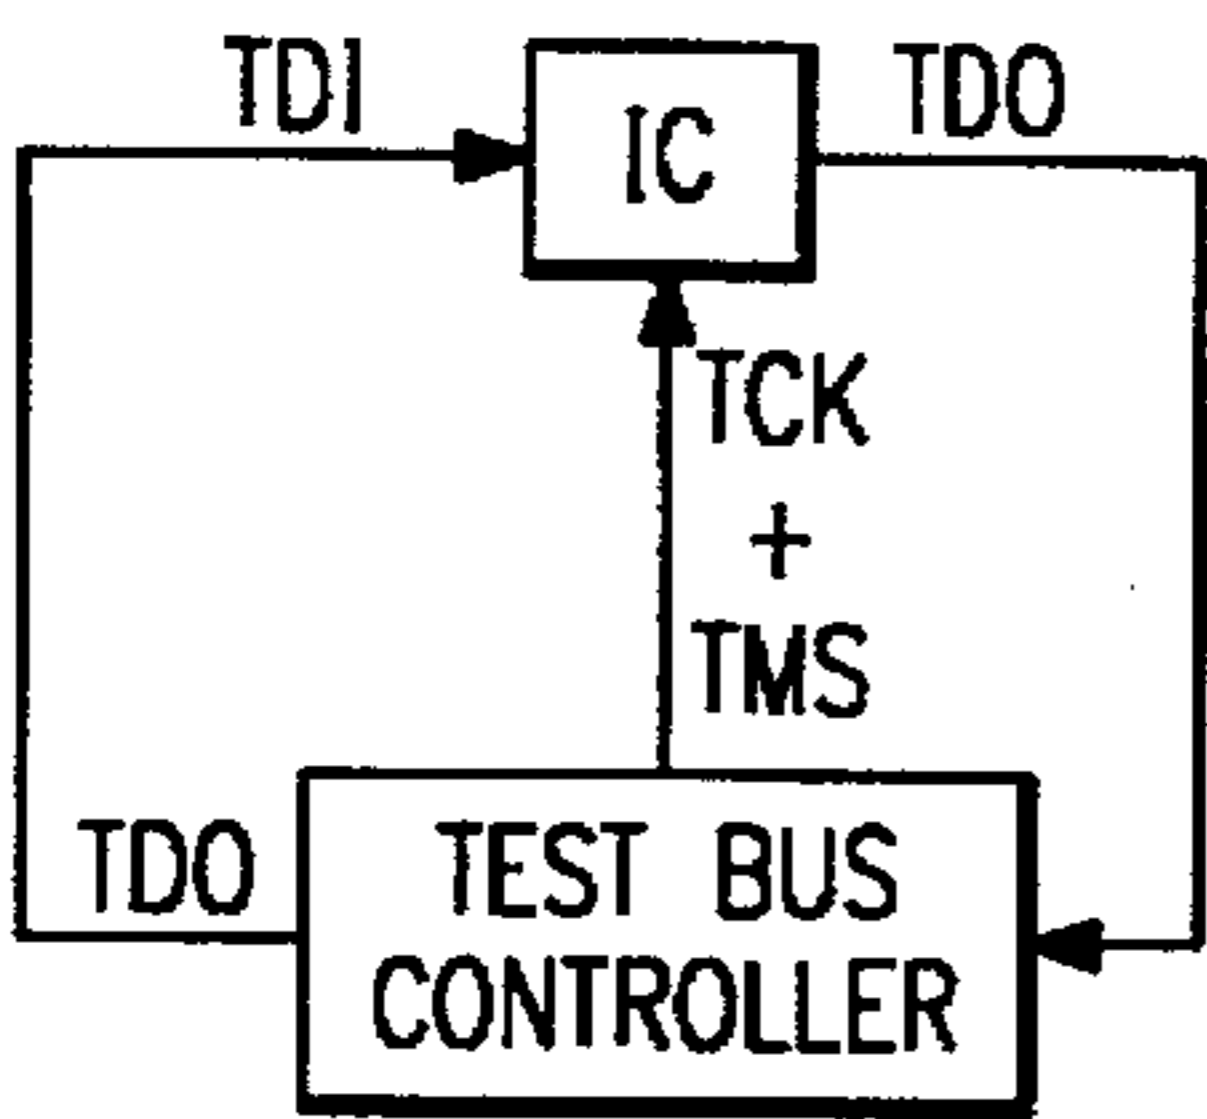 TDI
IC
TDO
TCK
+
TMS
TDO
TEST BUS
CONTROLLER